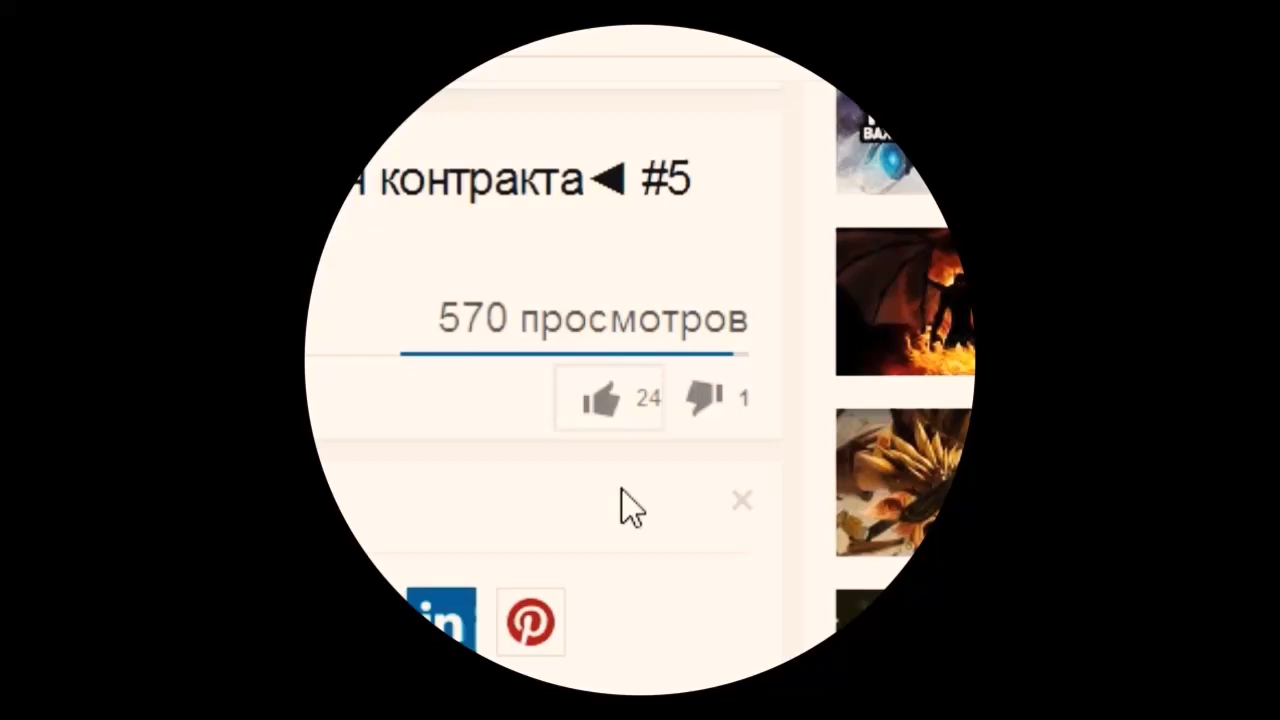 контракта◄ #5
570 просмотров
24 1
in